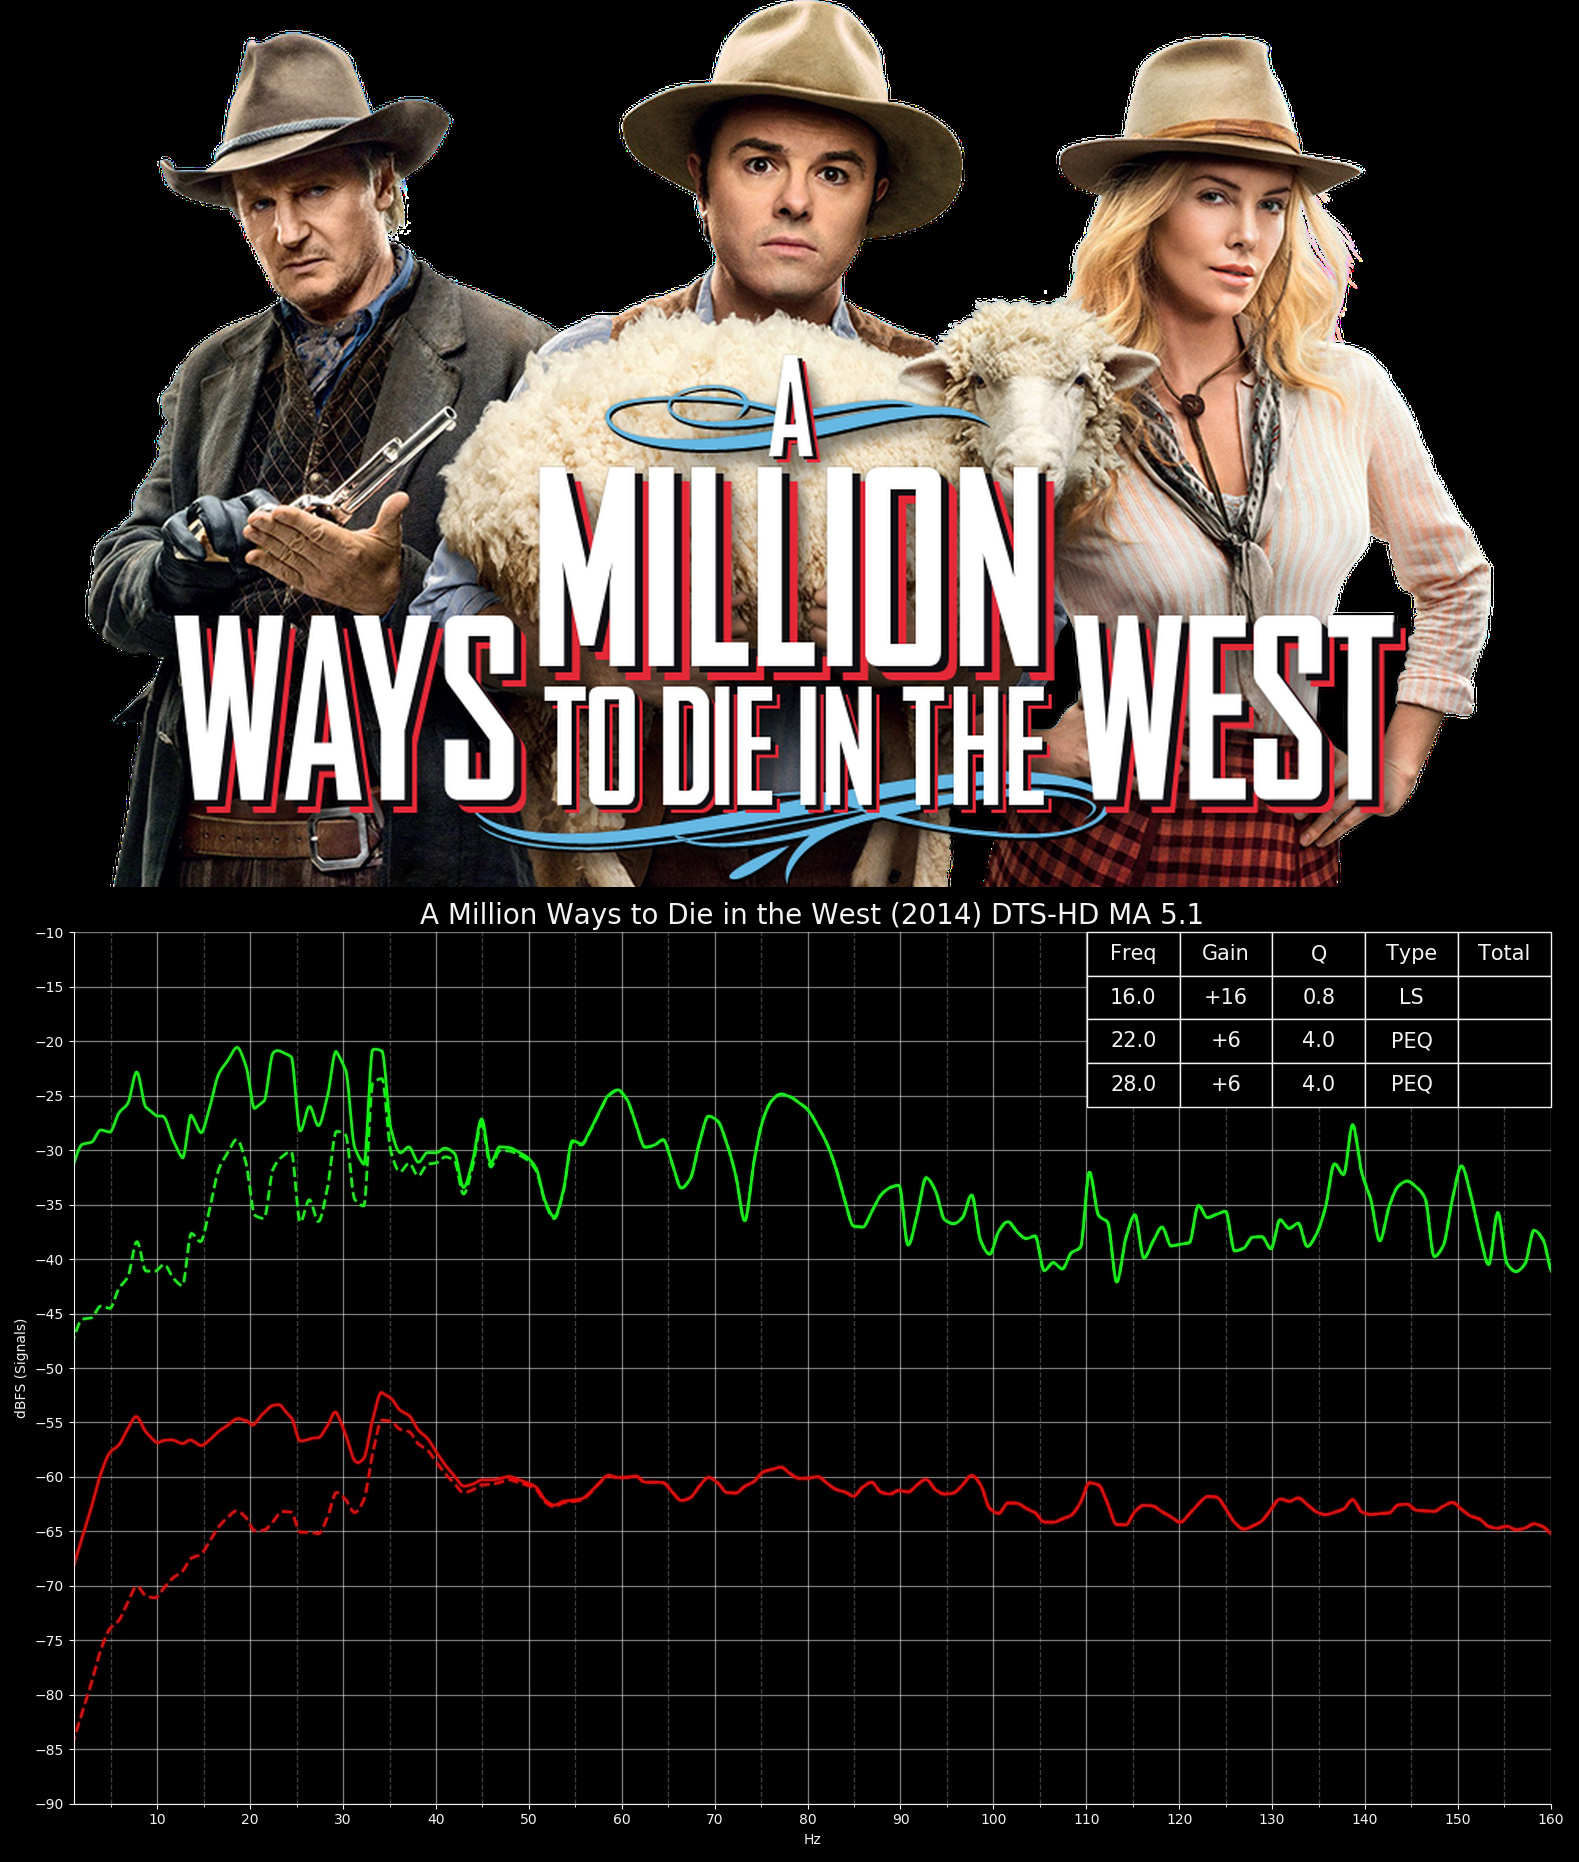 A
MILLION
WAYS TO DIE IN THE WEST
A Million Ways to Die in the West (2014) DTS-HD MA 5.1
Freq Gain Q Type Total
16.0 +16 0.8 LS
22.0 +6 4.0 PEQ
28.0 +6 4.0 PEQ
−10
−15
−20
−25
−30
−35
−40
−45
−50
−55
−60
−65
−70
−75
−80
−85
−90
dBFS (Signals)
10 20 30 40 50 60 70 80 90 100 110 120 130 140 150 160
Hz